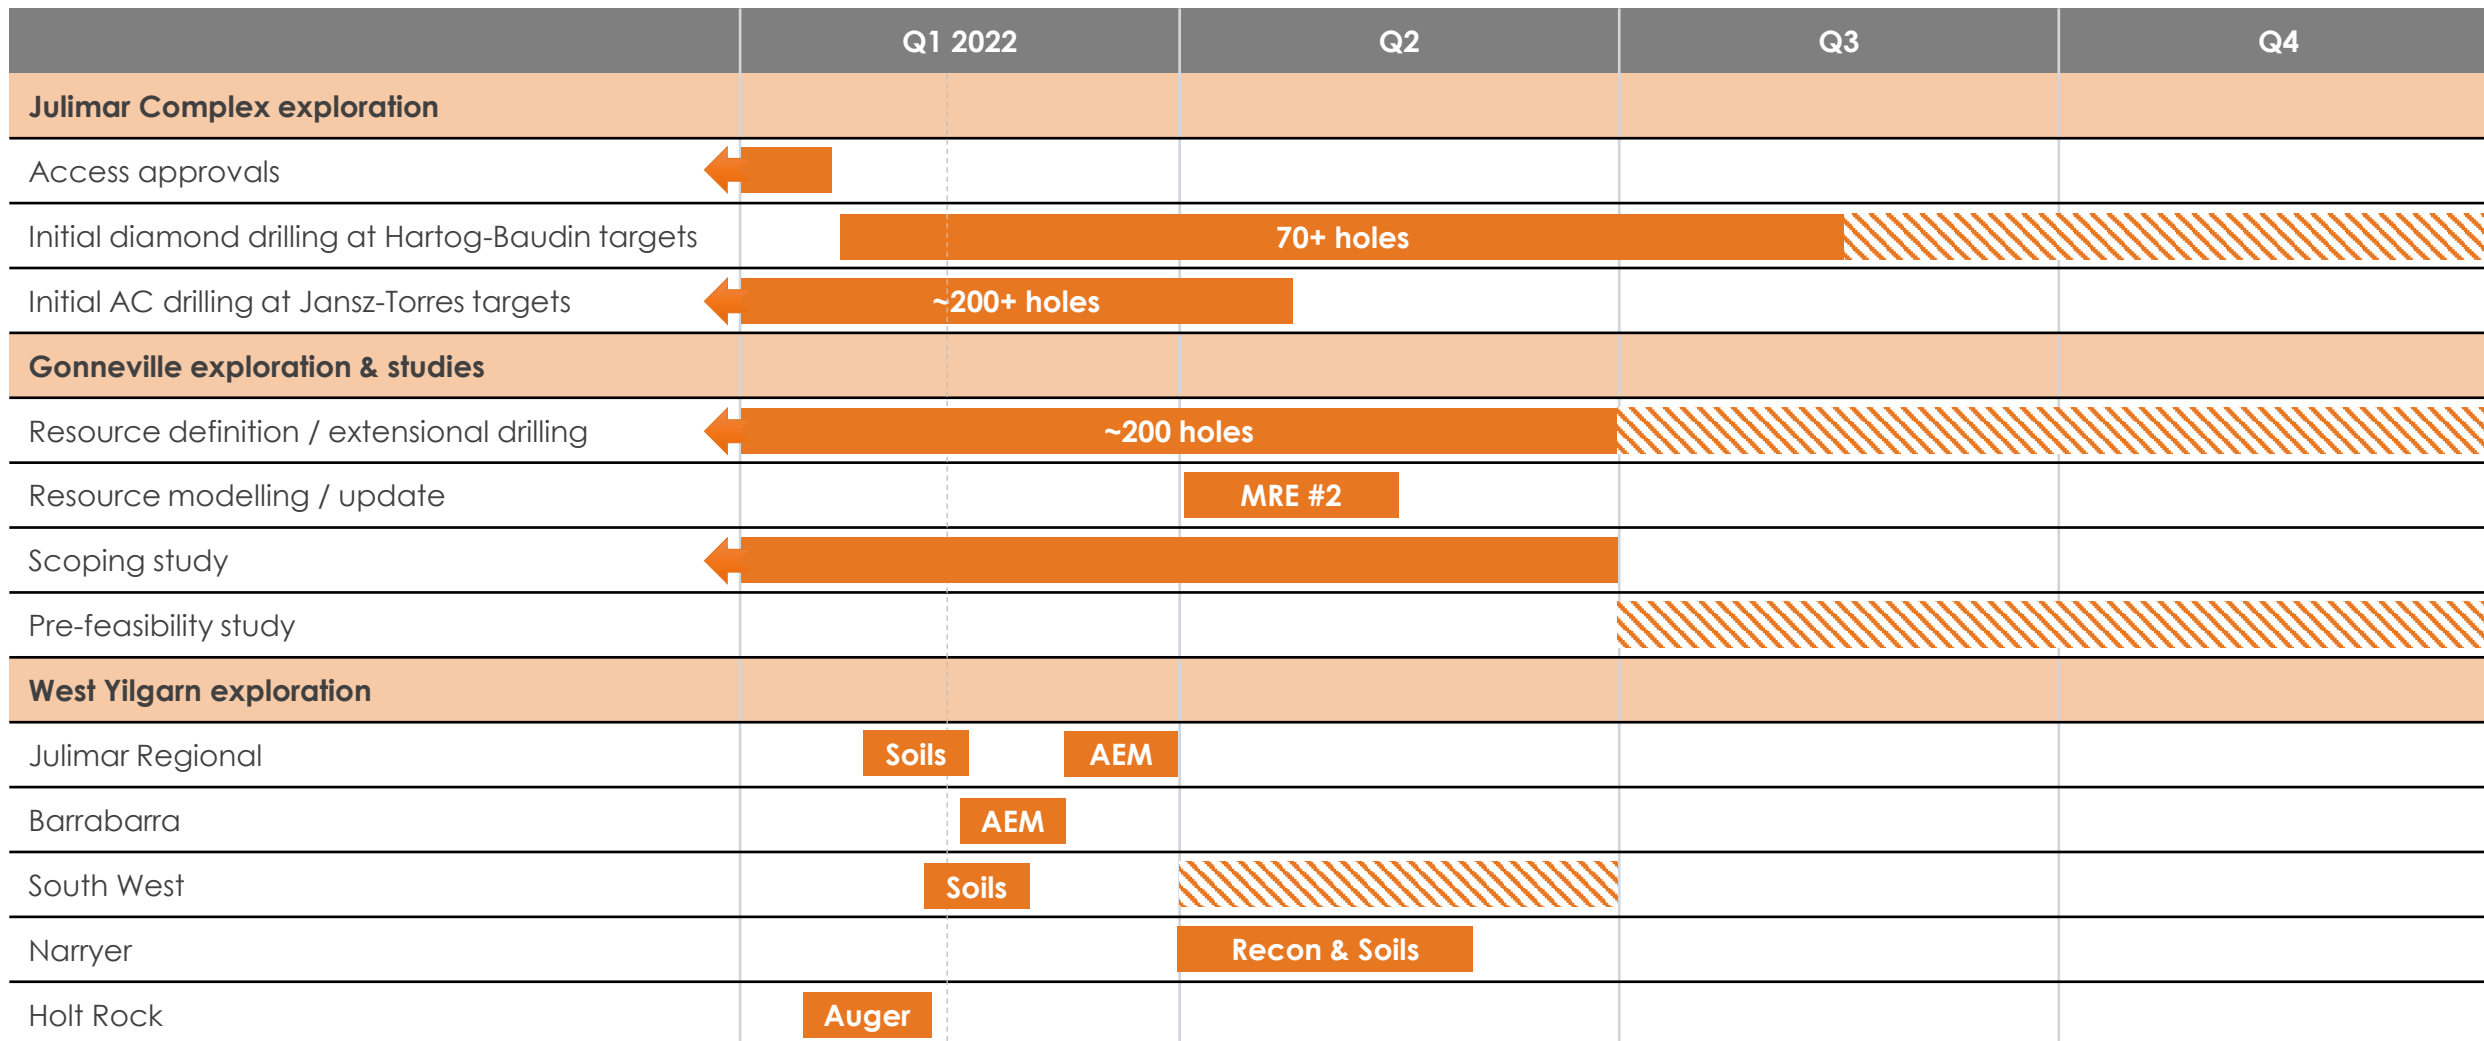 Q1 2022 Q2 Q3 Q4
Julimar Complex exploration
Access approvals
Initial diamond drilling at Hartog-Baudin targets 70+ holes
Initial AC drilling at Jansz-Torres targets ~200+ holes
Gonneville exploration & studies
Resource definition / extensional drilling ~200 holes
Resource modelling / update MRE #2
Scoping study
Pre-feasibility study
West Yilgarn exploration
Julimar Regional Soils AEM
Barrabarra AEM
South West Soils
Narryer Recon & Soils
Holt Rock Auger